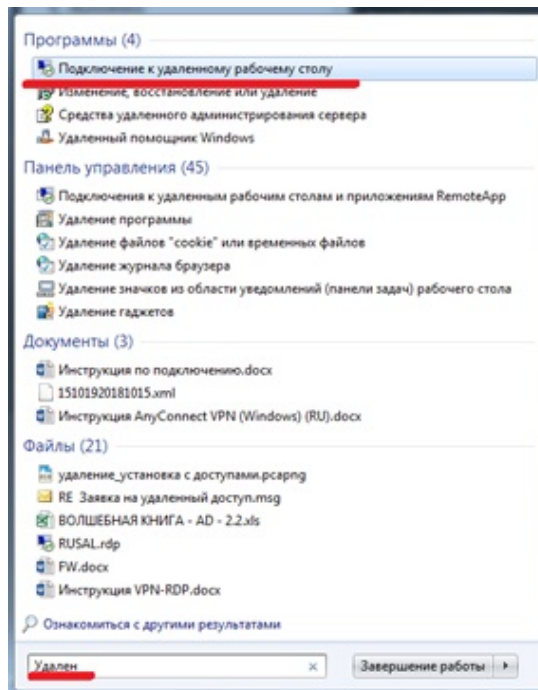 Программы (4)
Подключение к удаленному рабочему столу
Изменение, восстановление или удаление
Средства удаленного администрирования сервера
Удаленный помощник Windows
Панель управления (45)
Подключения к удаленным рабочим столам и приложениям RemoteApp
Удаление программы
Удаление файлов "cookie" или временных файлов
Удаление журнала браузера
Удаление значков из области уведомлений (панели задач) рабочего стола
Удаление гаджетов
Документы (3)
Инструкция по подключению.docx
15101920181015.xml
Инструкция AnyConnect VPN (Windows) (RU).docx
Файлы (21)
удаление_установка с доступами.pcapng
RE Заявка на удаленный доступ.msg
ВОЛШЕБНАЯ КНИГА - AD - 2.2.xls
RUSAL.rdp
FW.docx
Инструкция VPN-RDP.docx
Ознакомиться с другими результатами
Удален
Завершение работы